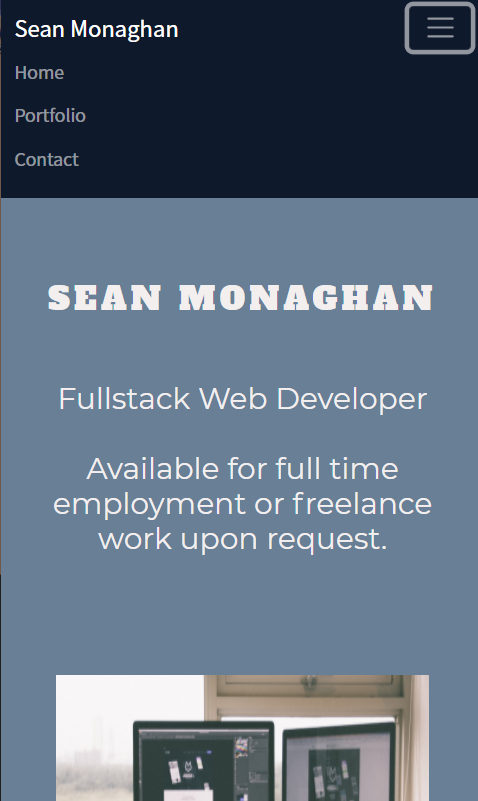 Sean Monaghan
Home
Portfolio
Contact
SEAN MONAGHAN
Fullstack Web Developer
Available for full time
employment or freelance
work upon request.